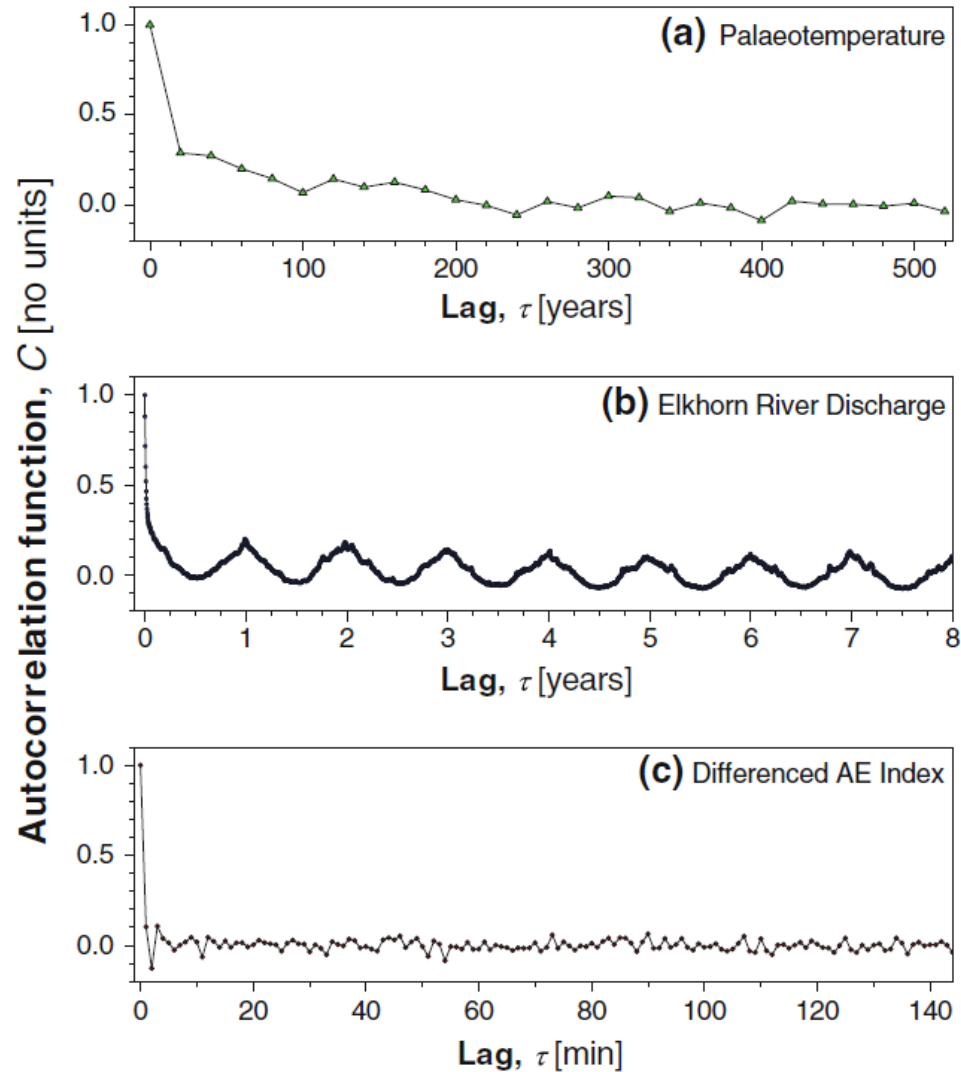 Autocorrelation function, C [no units]
(a) Palaeotemperature
1.0
0.5
0.0
0 100 200 300 400 500
Lag, τ [years]
(b) Elkhorn River Discharge
1.0
0.5
0.0
0 1 2 3 4 5 6 7 8
Lag, τ [years]
(c) Differenced AE Index
1.0
0.5
0.0
0 20 40 60 80 100 120 140
Lag, τ [min]